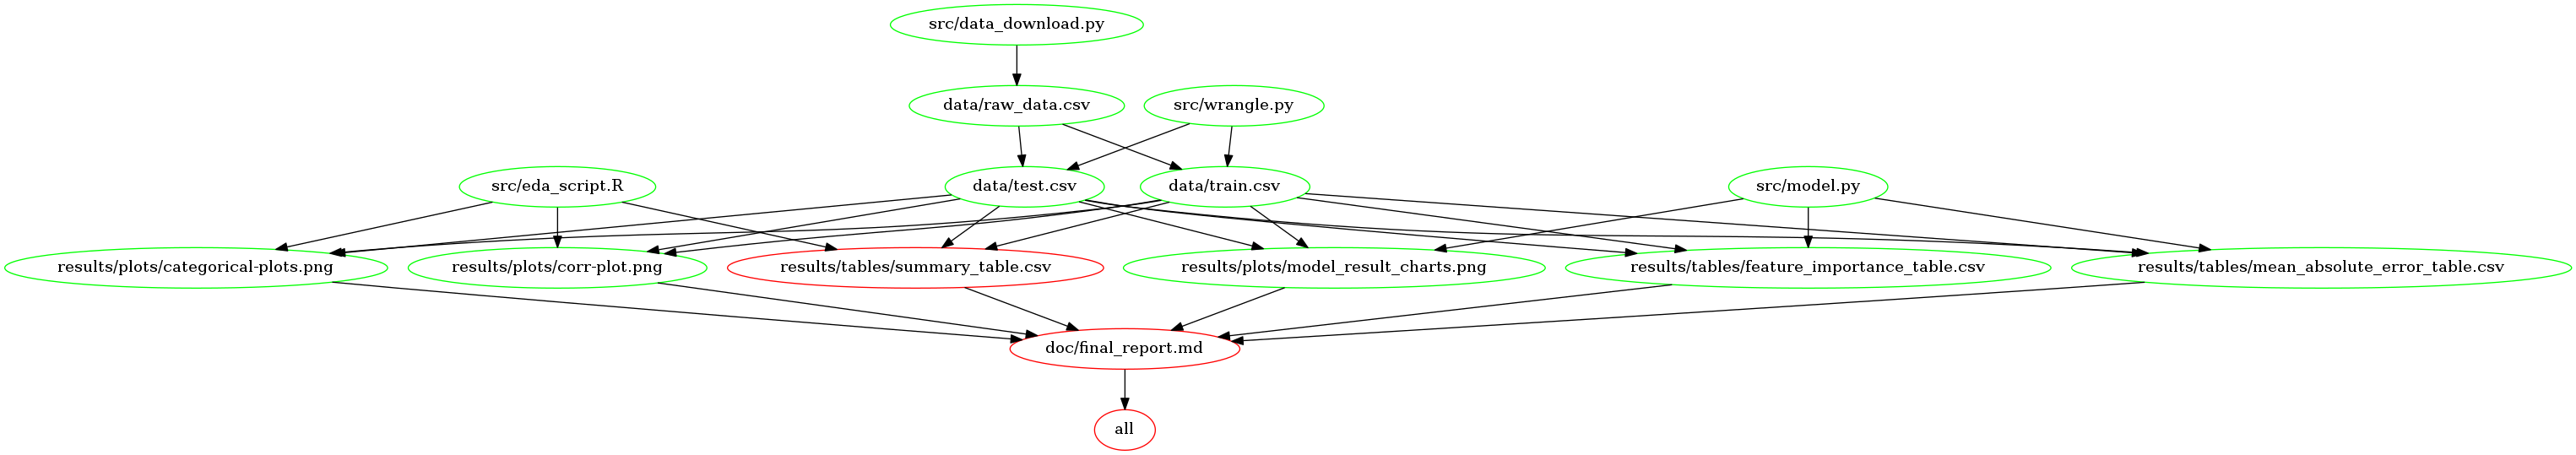 src/data_download.py
data/raw_data.csv
src/wrangle.py
src/eda_script.R
data/test.csv
data/train.csv
src/model.py
results/plots/categorical-plots.png
results/plots/corr-plot.png
results/tables/summary_table.csv
results/plots/model_result_charts.png
results/tables/feature_importance_table.csv
results/tables/mean_absolute_error_table.csv
doc/final_report.md
all